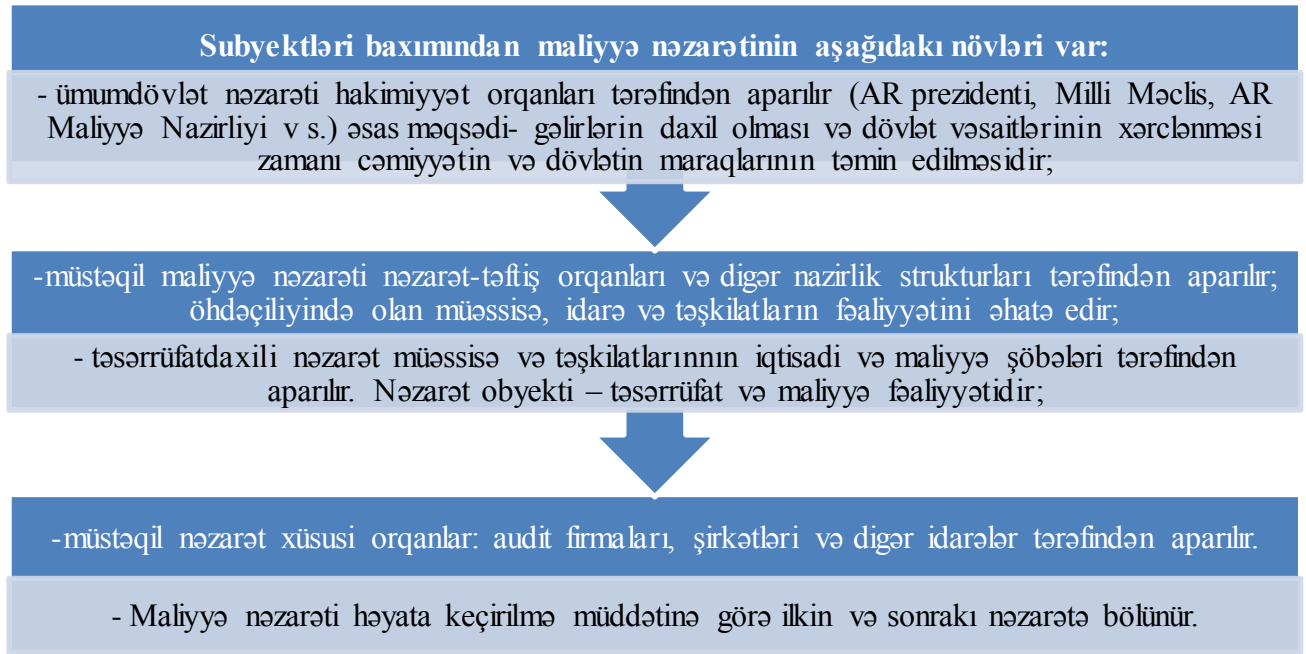 Subyektləri baxımından maliyyə nəzarətinin aşağıdakı növləri var:
- ümumdövlət nəzarəti hakimiyyət orqanları tərəfindən aparılır (AR prezidenti, Milli Məclis, AR
Maliyyə Nazirliyi v s.) əsas məqsədi- gəlirlərin daxil olması və dövlət vəsaitlərinin xərclənməsi
zamanı cəmiyyətin və dövlətin maraqlarının təmin edilməsidir;
-müstəqil maliyyə nəzarəti nəzarət-təftiş orqanları və digər nazirlik strukturları tərəfindən aparılır;
öhdəçiliyində olan müəssisə, idarə və təşkilatların fəaliyyətini əhatə edir;
- təsərrüfatdaxili nəzarət müəssisə və təşkilatlarınnın iqtisadi və maliyyə şöbələri tərəfindən
aparılır. Nəzarət obyekti – təsərrüfat və maliyyə fəaliyyətidir;
-müstəqil nəzarət xüsusi orqanlar: audit firmaları, şirkətləri və digər idarələr tərəfindən aparılır.
- Maliyyə nəzarəti həyata keçirilmə müddətinə görə ilkin və sonrakı nəzarətə bölünür.